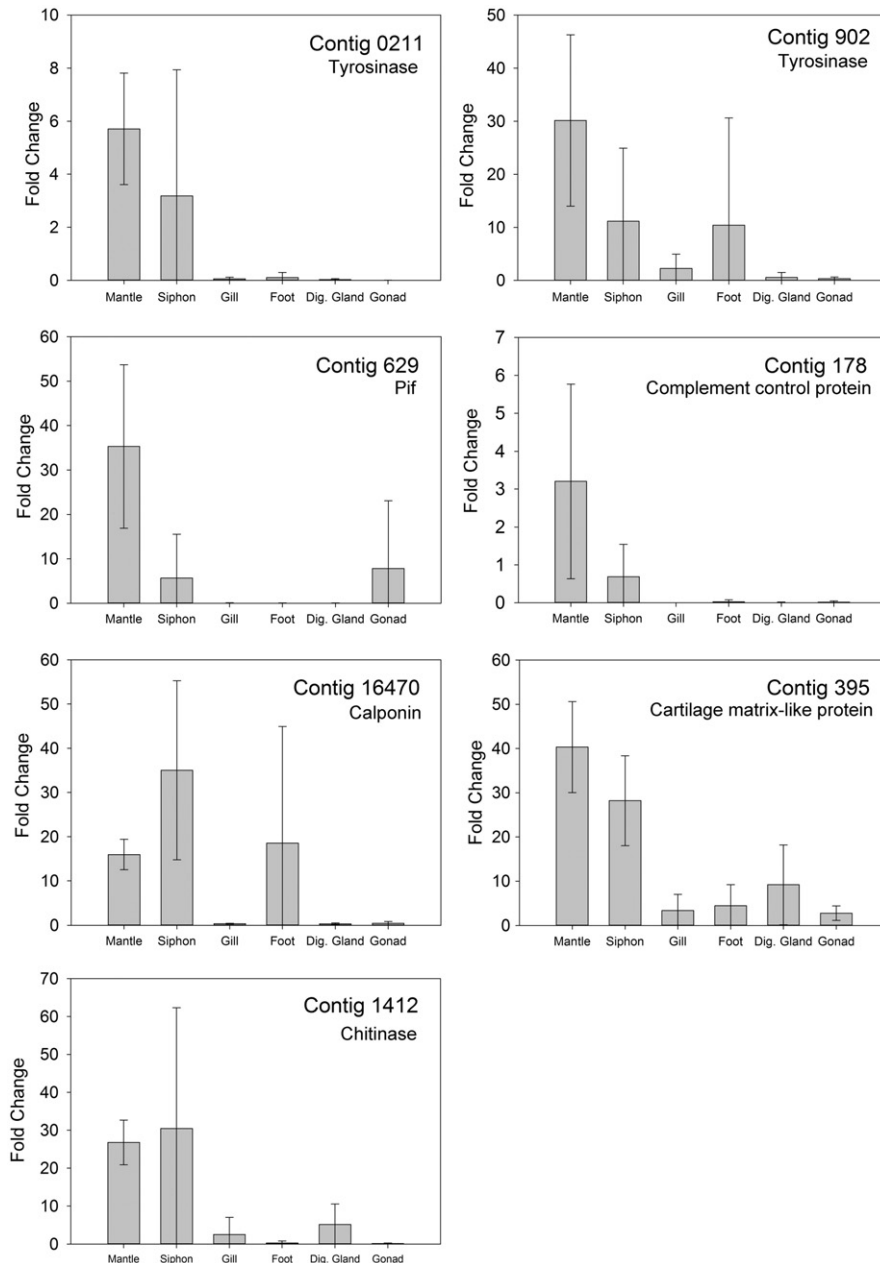 10
8
6
4
2
0
Fold Change
Contig 0211
Tyrosinase
Mantle Siphon Gill Foot Dig. Gland Gonad
50
40
30
20
10
0
Fold Change
Contig 902
Tyrosinase
Mantle Siphon Gill Foot Dig. Gland Gonad
60
50
40
30
20
10
0
Fold Change
Contig 629
Pif
Mantle Siphon Gill Foot Dig. Gland Gonad
7
6
5
4
3
2
1
0
Fold Change
Contig 178
Complement control protein
Mantle Siphon Gill Foot Dig. Gland Gonad
60
50
40
30
20
10
0
Fold Change
Contig 16470
Calponin
Mantle Siphon Gill Foot Dig. Gland Gonad
60
50
40
30
20
10
0
Fold Change
Contig 395
Cartilage matrix-like protein
Mantle Siphon Gill Foot Dig. Gland Gonad
70
60
50
40
30
20
10
0
Fold Change
Contig 1412
Chitinase
Mantle Siphon Gill Foot Dig. Gland Gonad